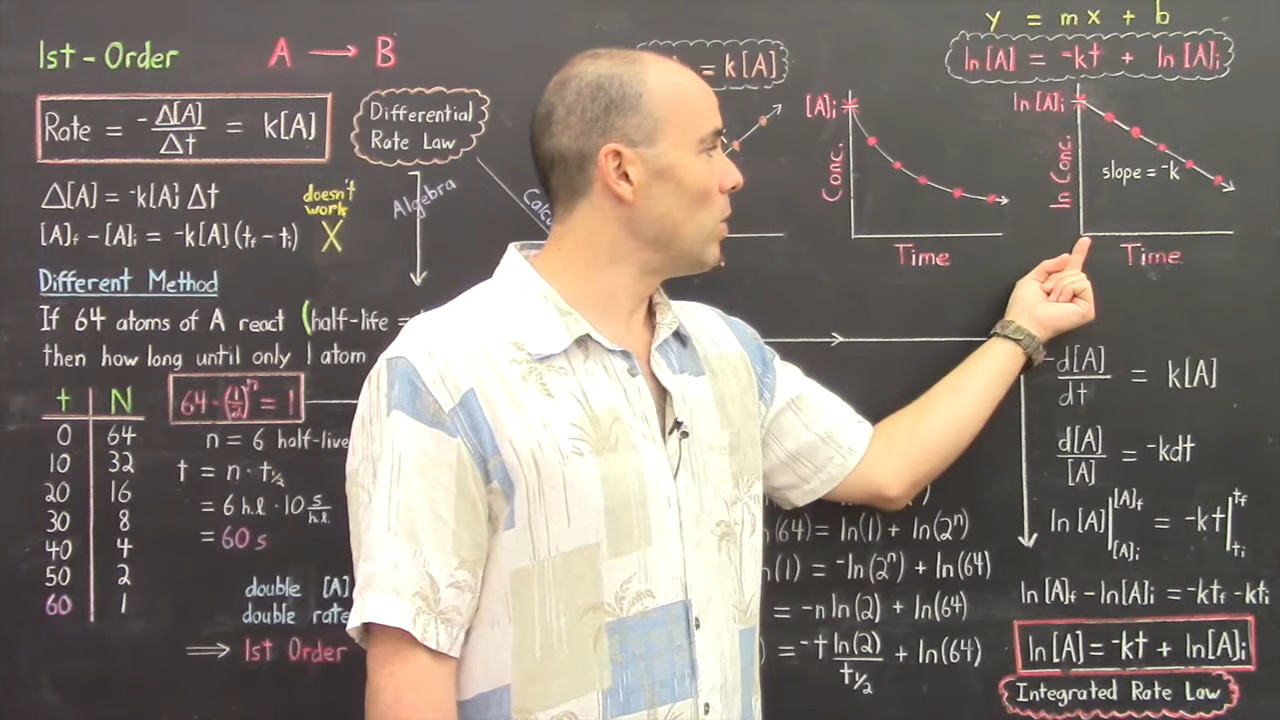 1st-Order A → B
Rate = -Δ[A]/Δt = k[A]
Differential
Rate Law
Δ[A] = -k[A]Δt
[A]f - [A]i = -k[A](tf - ti)
doesn't
work
X
Algebra
Different Method
If 64 atoms of A react (half-life =
then how long until only 1 atom
t N
0 64
10 32
20 16
30 8
40 4
50 2
60 1
64·(1/2)^n = 1
n = 6 half-live
t = n · t1/2
= 6 h.l. · 10 s/h.l.
= 60 s
double [A]
double rate
⇒ 1st Order
= k[A]
[A]i
Conc.
Time
y = mx + b
ln[A] = -kt + ln[A]i
ln[A]i
ln Conc.
slope = -k
Time
-d[A]/dt = k[A]
d[A]/[A] = -kdt
ln[A]|[A]f [A]i = -kt|tf ti
ln[A]f - ln[A]i = -ktf - kti
ln[A] = -kt + ln[A]i
Integrated Rate Law
(64) = ln(1) + ln(2^n)
(1) = -ln(2^n) + ln(64)
= -n ln(2) + ln(64)
= -t ln(2)/t1/2 + ln(64)